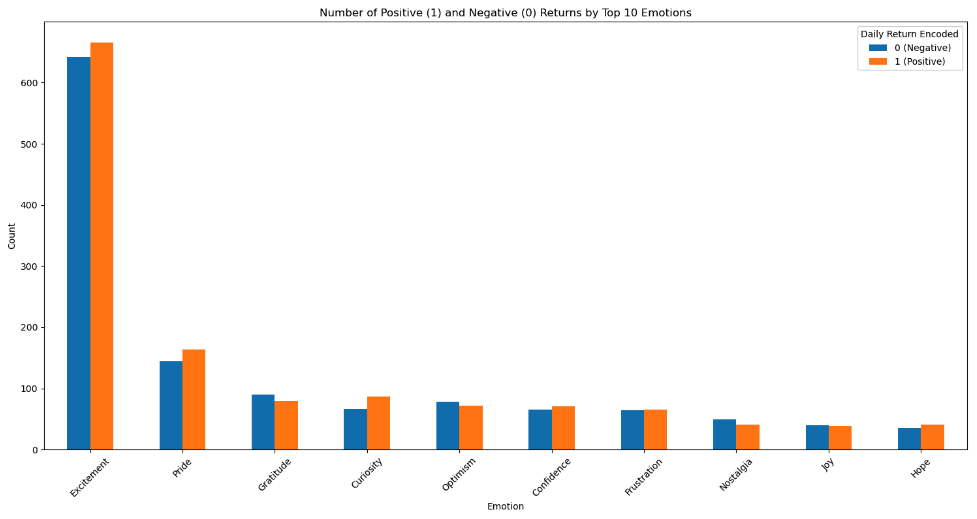 Number of Positive (1) and Negative (0) Returns by Top 10 Emotions
Daily Return Encoded
0 (Negative)
1 (Positive)
Count
600
500
400
300
200
100
0
Excitement
Pride
Gratitude
Curiosity
Optimism
Confidence
Frustration
Nostalgia
Joy
Hope
Emotion